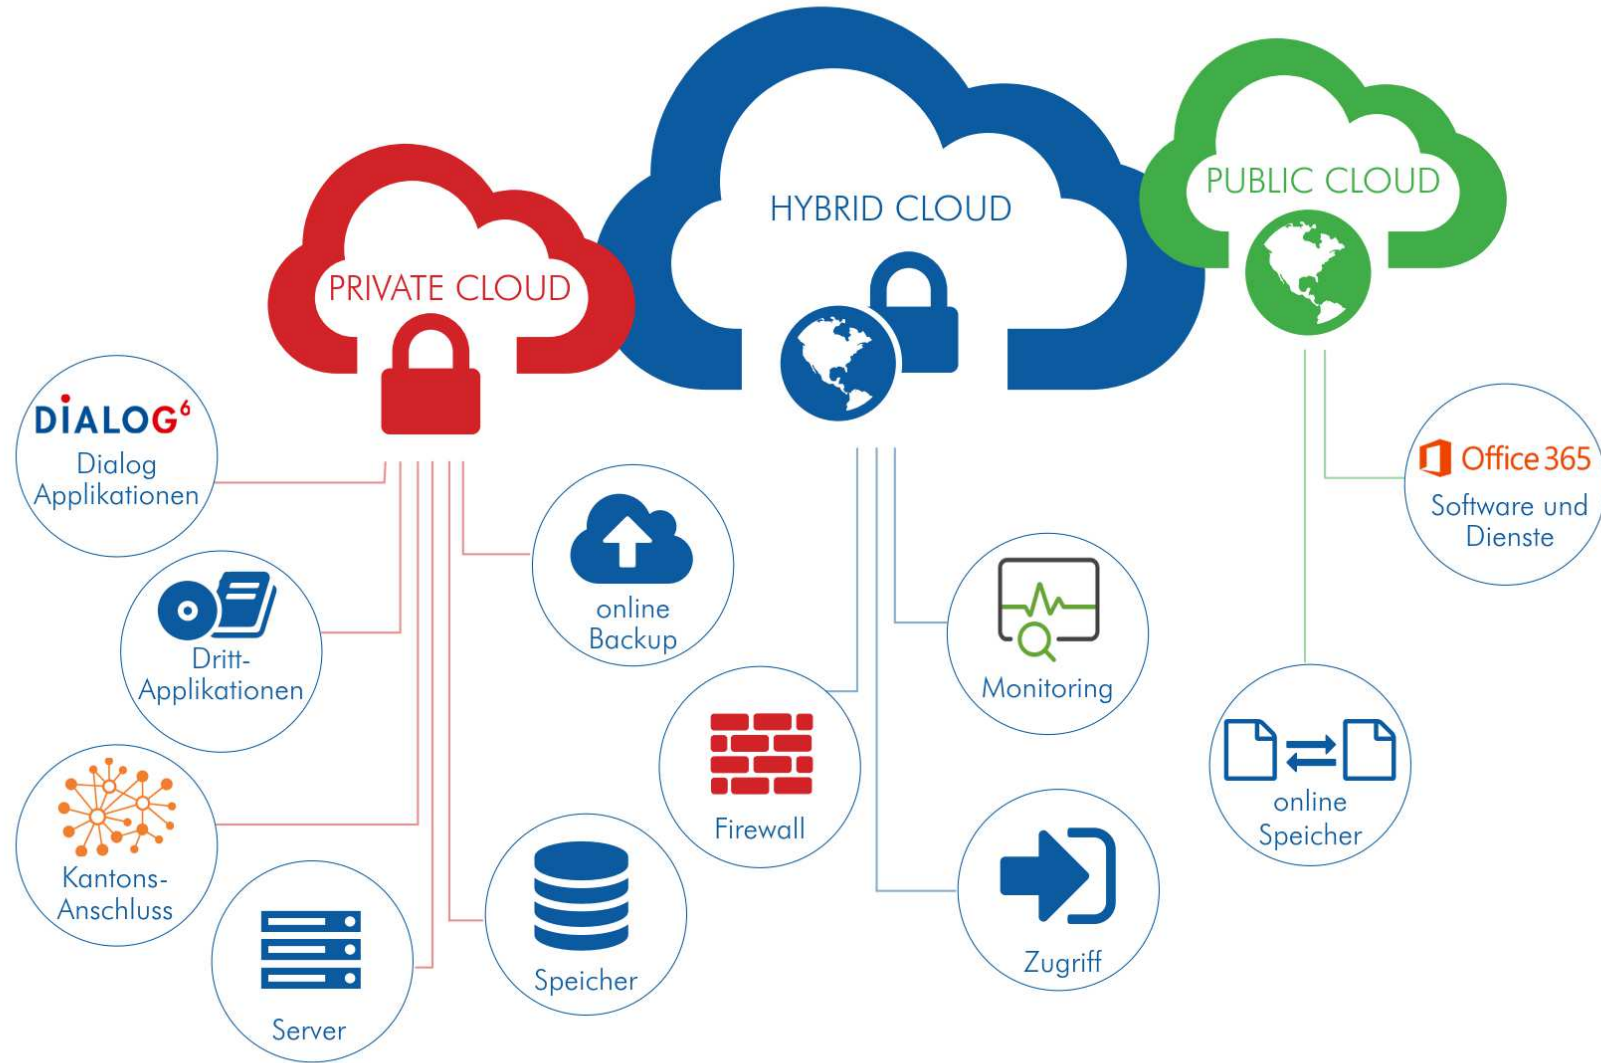 HYBRID CLOUD
PUBLIC CLOUD
PRIVATE CLOUD
DiALOG⁶
Dialog
Applikationen
Office 365
Software und
Dienste
online
Backup
Dritt-
Applikationen
Monitoring
Firewall
online
Speicher
Kantons-
Anschluss
Speicher
Zugriff
Server